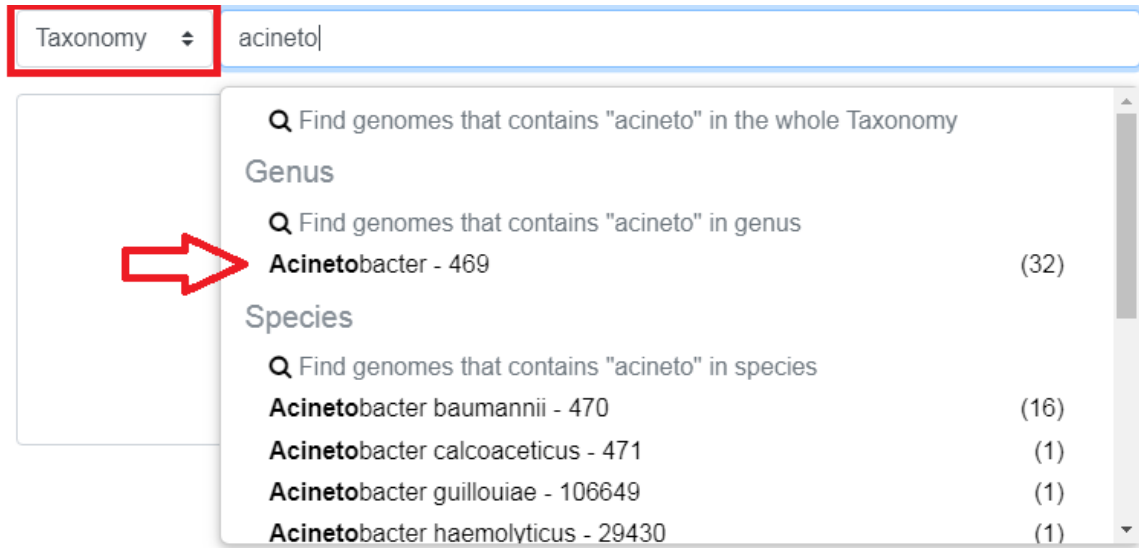 Taxonomy acineto
Find genomes that contains "acineto" in the whole Taxonomy
Genus
Find genomes that contains "acineto" in genus
Acinetobacter - 469 (32)
Species
Find genomes that contains "acineto" in species
Acinetobacter baumannii - 470 (16)
Acinetobacter calcoaceticus - 471 (1)
Acinetobacter guillouiae - 106649 (1)
Acinetobacter haemolyticus - 29430 (1)